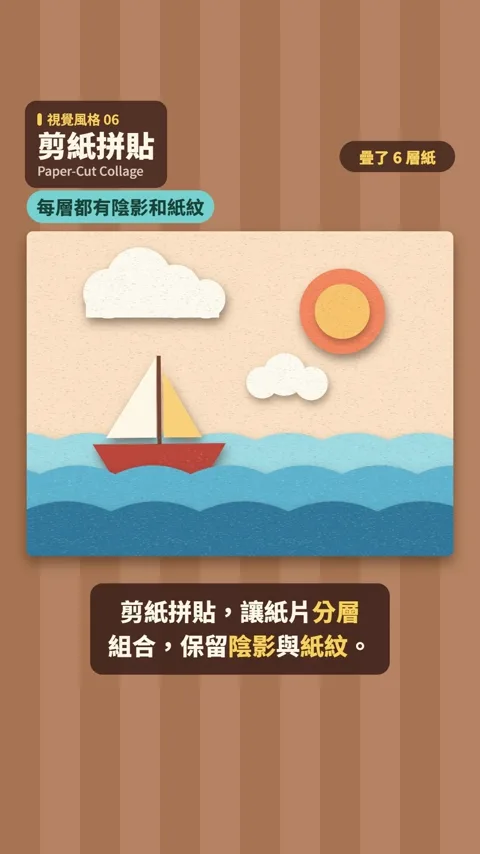 視覺風格 06
剪紙拼貼
Paper-Cut Collage
疊了 6 層紙
每層都有陰影和紙紋
剪紙拼貼，讓紙片分層
組合，保留陰影與紙紋。